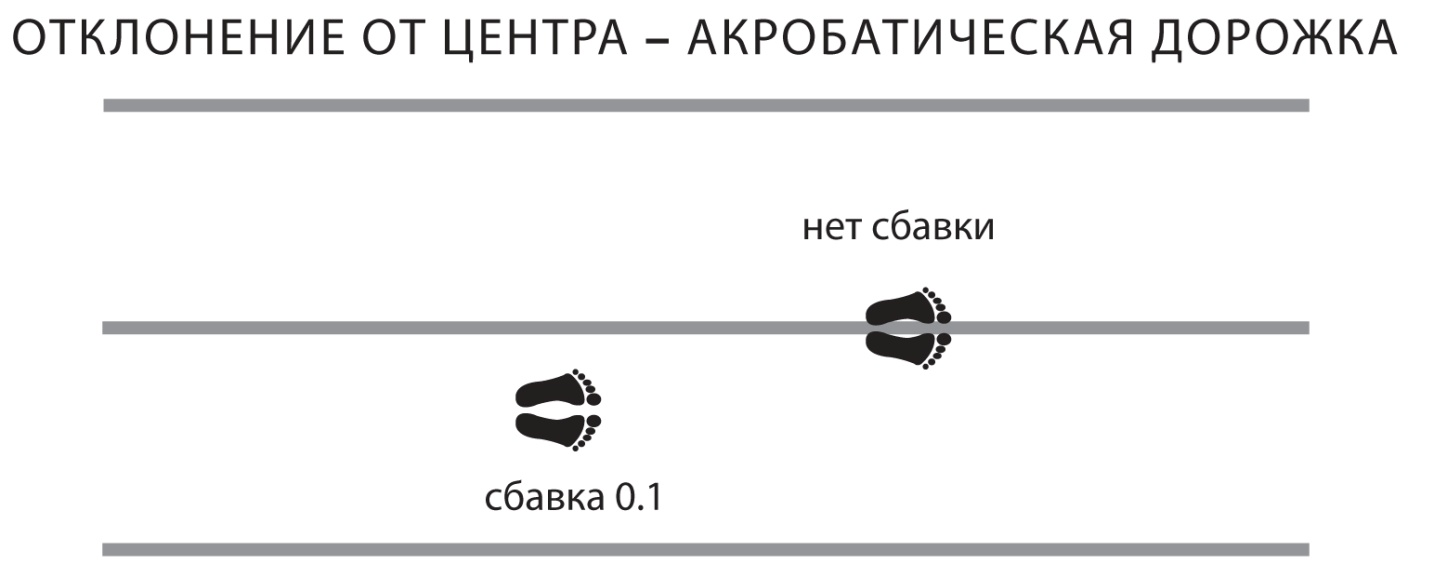 ОТКЛОНЕНИЕ ОТ ЦЕНТРА – АКРОБАТИЧЕСКАЯ ДОРОЖКА
нет сбавки
сбавка 0.1